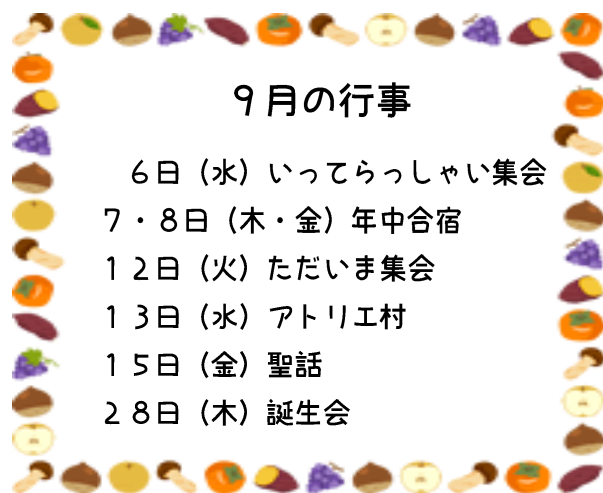 ９月の行事
６日（水）いってらっしゃい集会
７・８日（木・金）年中合宿
１２日（火）ただいま集会
１３日（水）アトリエ村
１５日（金）聖話
２８日（木）誕生会